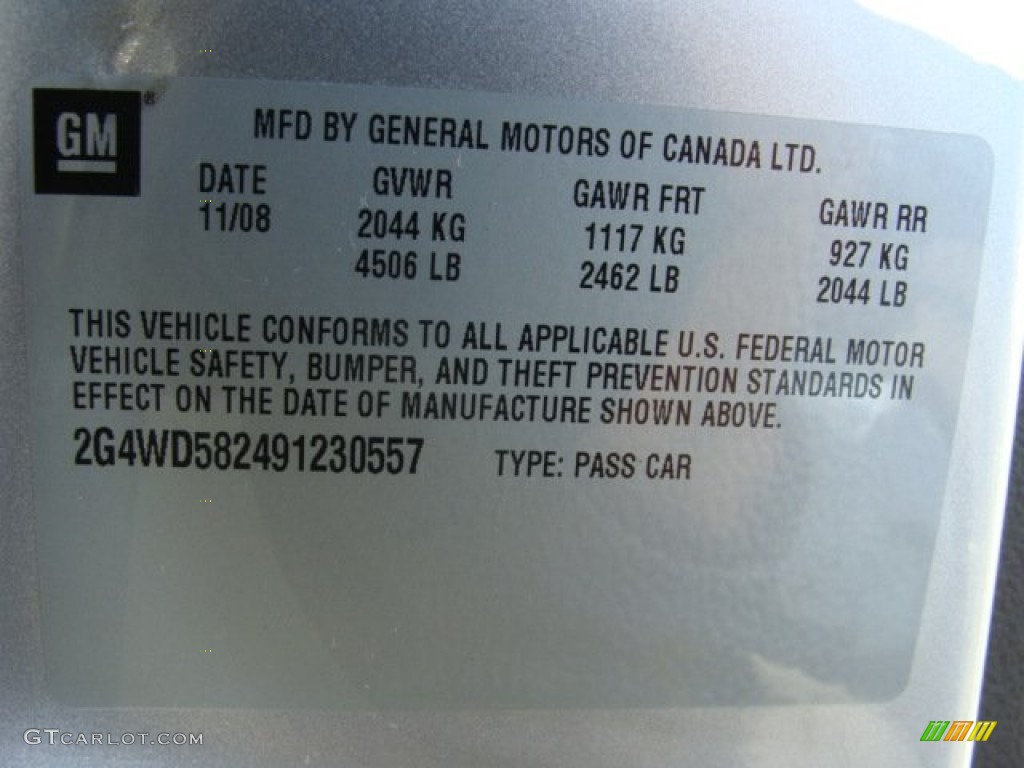 GM ®
MFD BY GENERAL MOTORS OF CANADA LTD.
DATE GVWR GAWR FRT GAWR RR
11/08 2044 KG 1117 KG 927 KG
4506 LB 2462 LB 2044 LB
THIS VEHICLE CONFORMS TO ALL APPLICABLE U.S. FEDERAL MOTOR
VEHICLE SAFETY, BUMPER, AND THEFT PREVENTION STANDARDS IN
EFFECT ON THE DATE OF MANUFACTURE SHOWN ABOVE.
2G4WD582491230557 TYPE: PASS CAR
GTCARLOT.COM